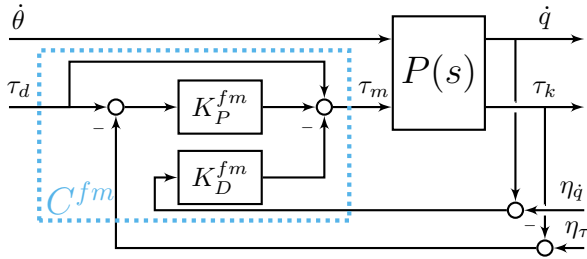 θ̇ q̇
P(s)
τ_d K_P^{fm} τ_m τ_k
-
-
K_D^{fm}
C^{fm} η_q̇
-
η_τ